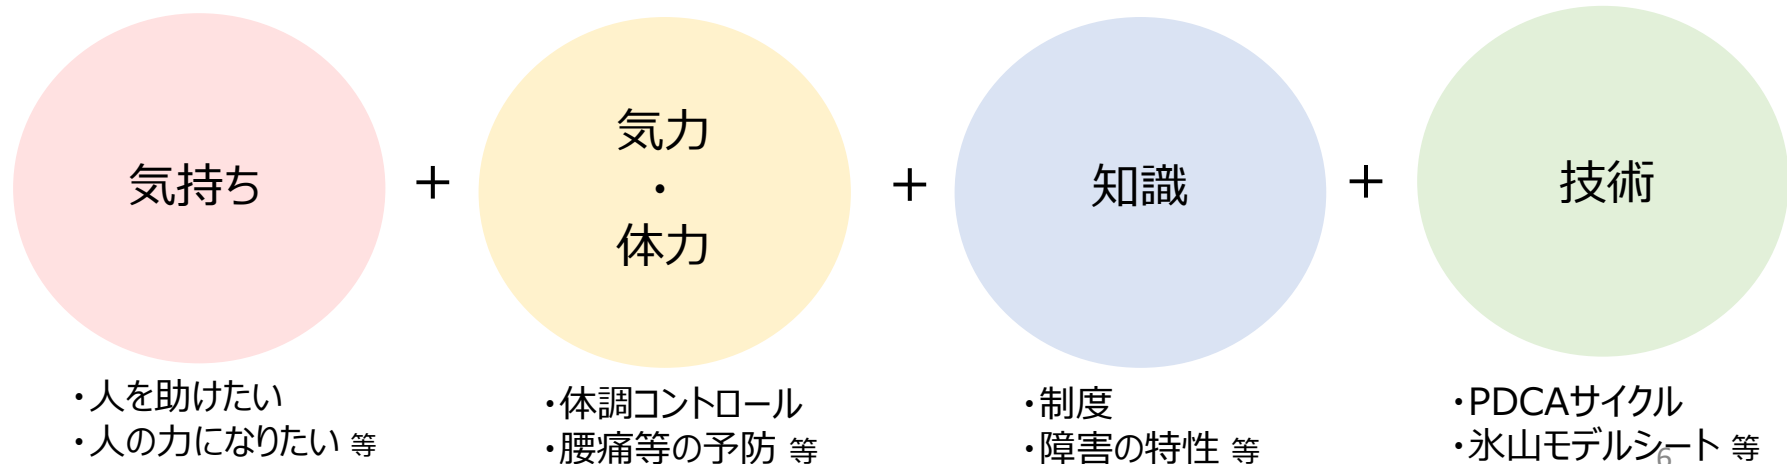 気持ち
+
気力
・
体力
+
知識
+
技術
・人を助けたい
・人の力になりたい 等
・体調コントロール
・腰痛等の予防 等
・制度
・障害の特性 等
・PDCAサイクル
・氷山モデルシート 等
6